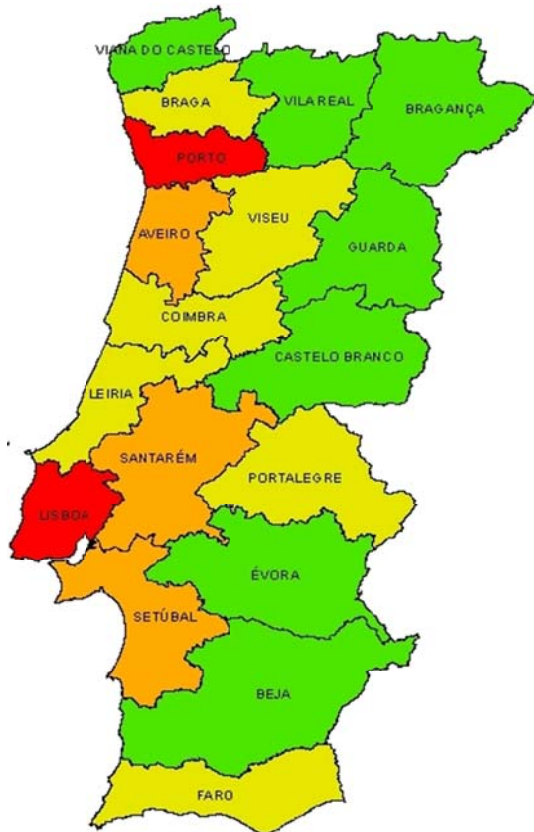 VIANA DO CASTELO
BRAGA
VILA REAL
BRAGANÇA
PORTO
AVEIRO
VISEU
GUARDA
COIMBRA
CASTELO BRANCO
LEIRIA
SANTARÉM
PORTALEGRE
LISBOA
ÉVORA
SETÚBAL
BEJA
FARO